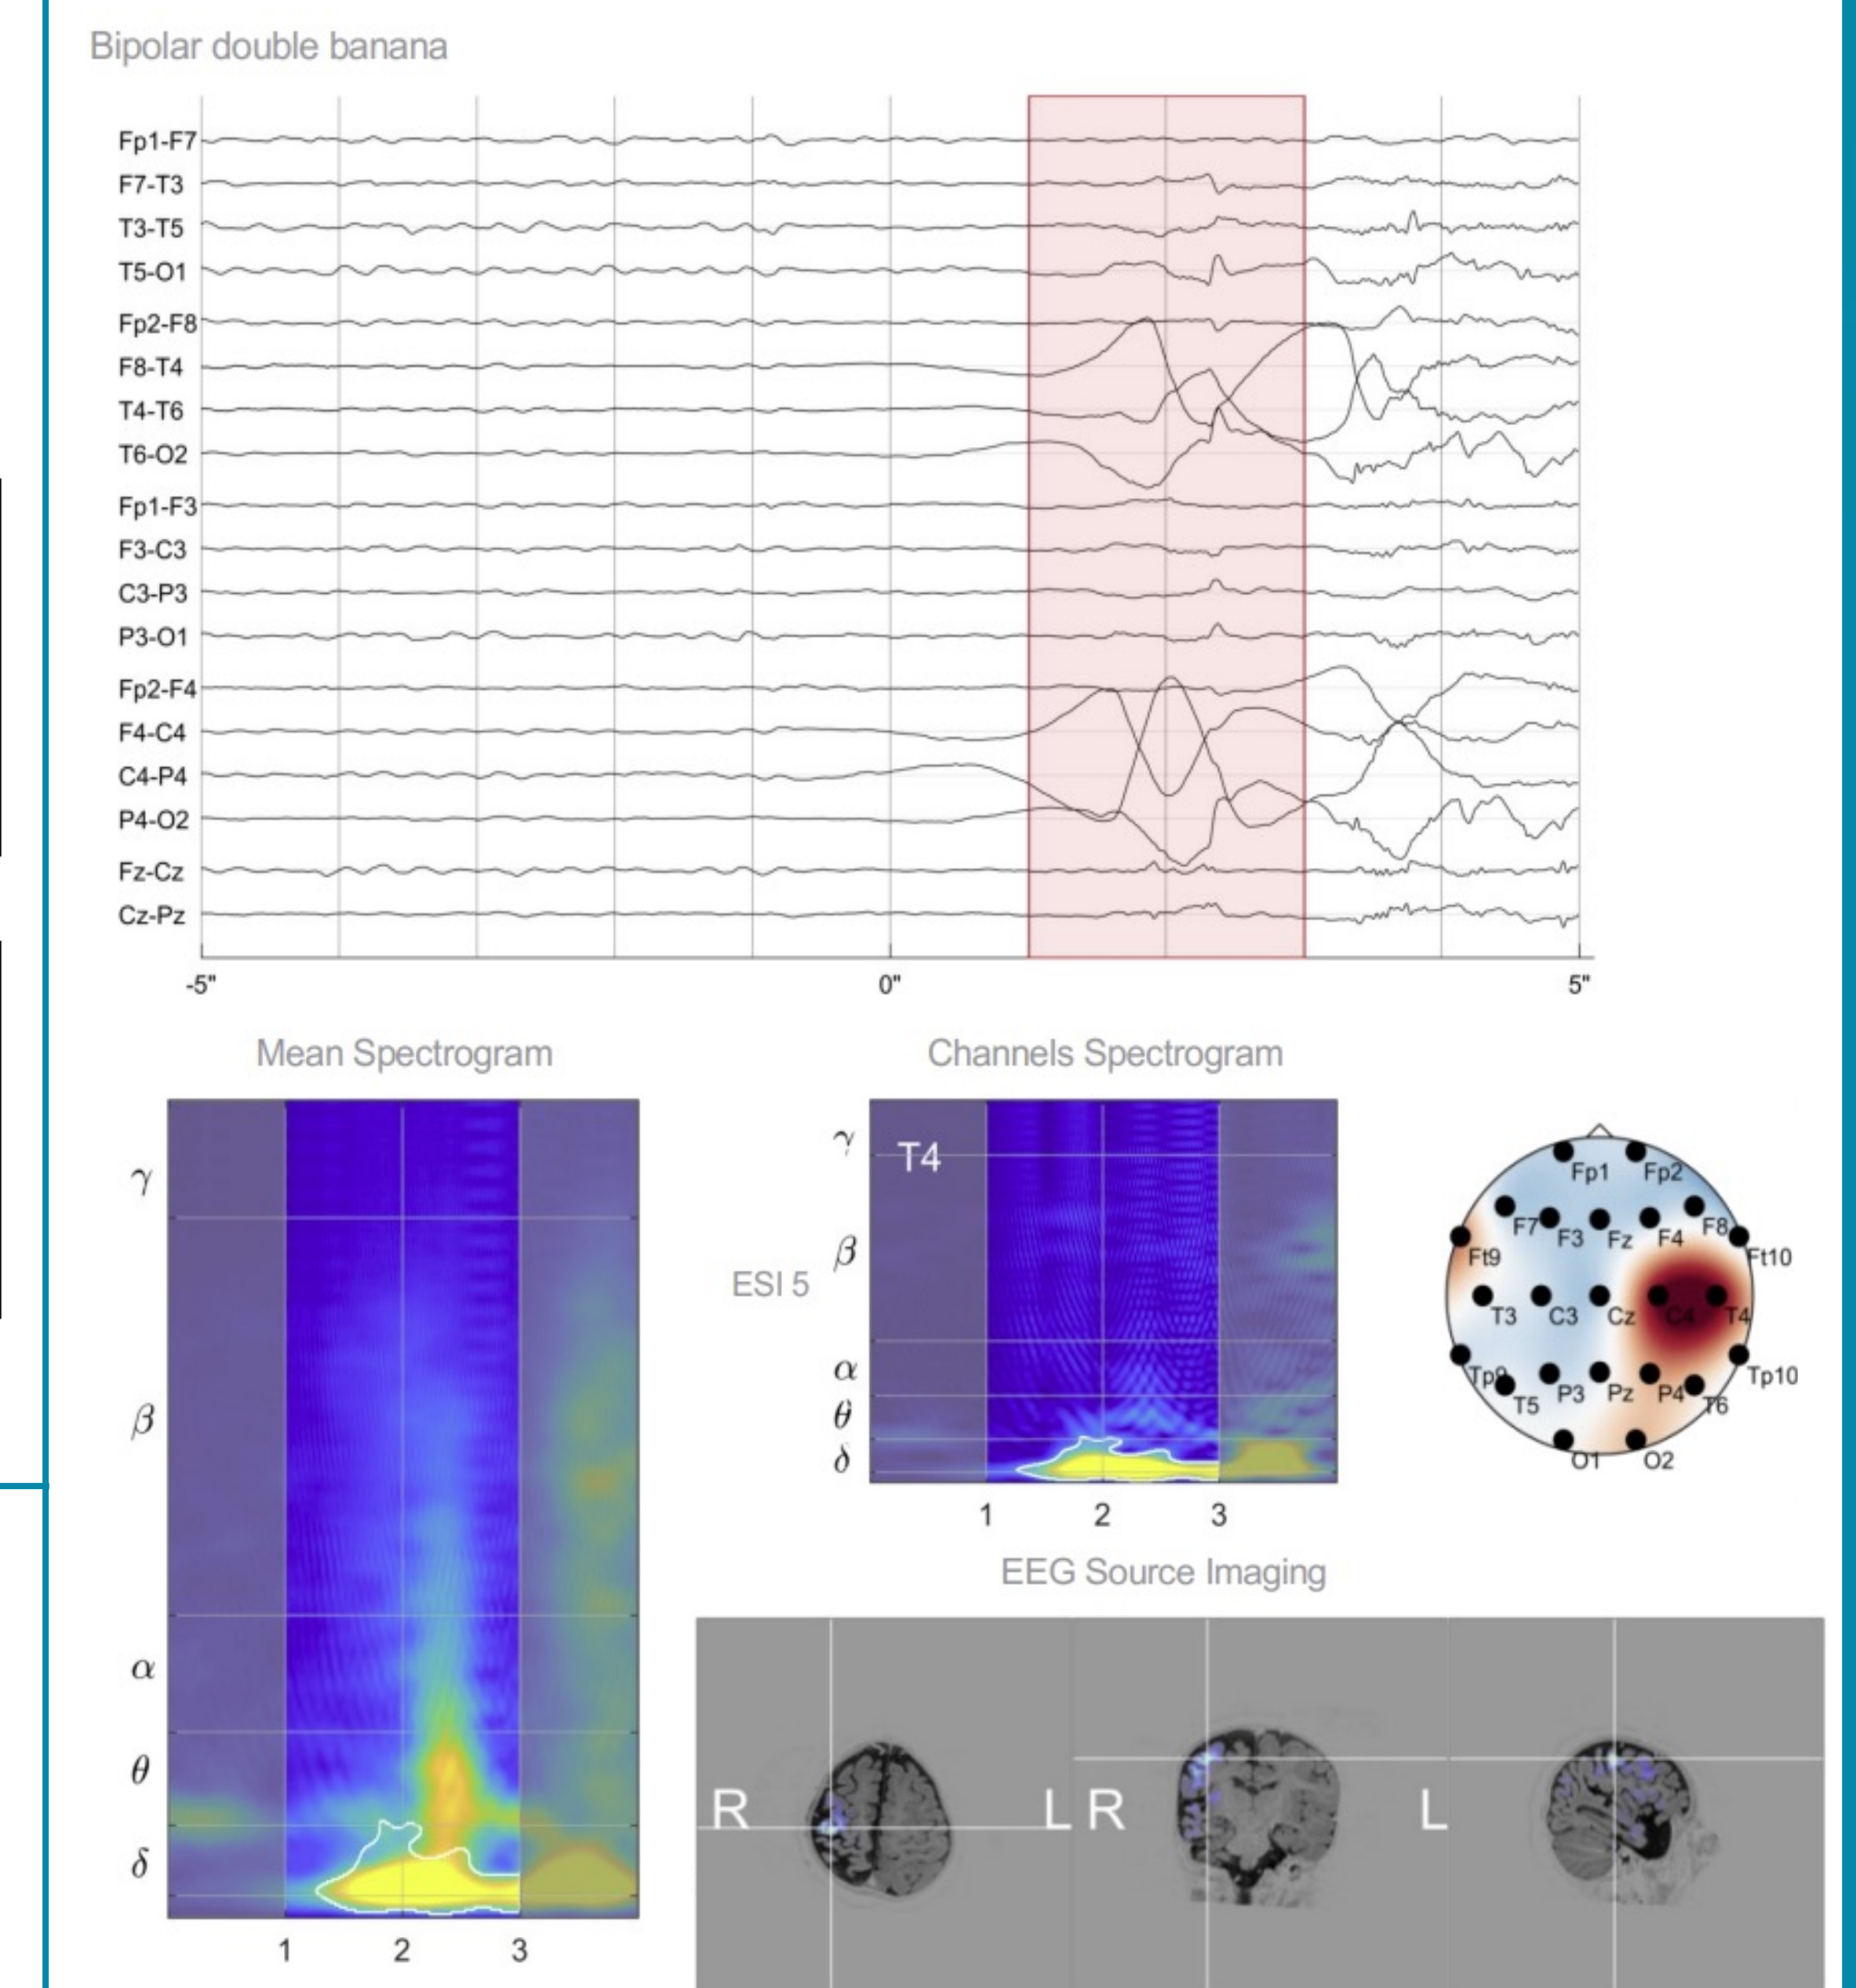 Bipolar double banana
Fp1-F7
F7-T3
T3-T5
T5-O1
Fp2-F8
F8-T4
T4-T6
T6-O2
Fp1-F3
F3-C3
C3-P3
P3-O1
Fp2-F4
F4-C4
C4-P4
P4-O2
Fz-Cz
Cz-Pz
-5" 0" 5"
Mean Spectrogram
γ
β
α
θ
δ
1 2 3
Channels Spectrogram
ESI 5
T4
γ
β
α
θ
δ
1 2 3
Fp1 Fp2
F7 F3 Fz F4 F8
Ft9 Ft10
T3 C3 Cz C4 T4
Tp9 Tp10
T5 P3 Pz P4 T6
O1 O2
EEG Source Imaging
R L R L